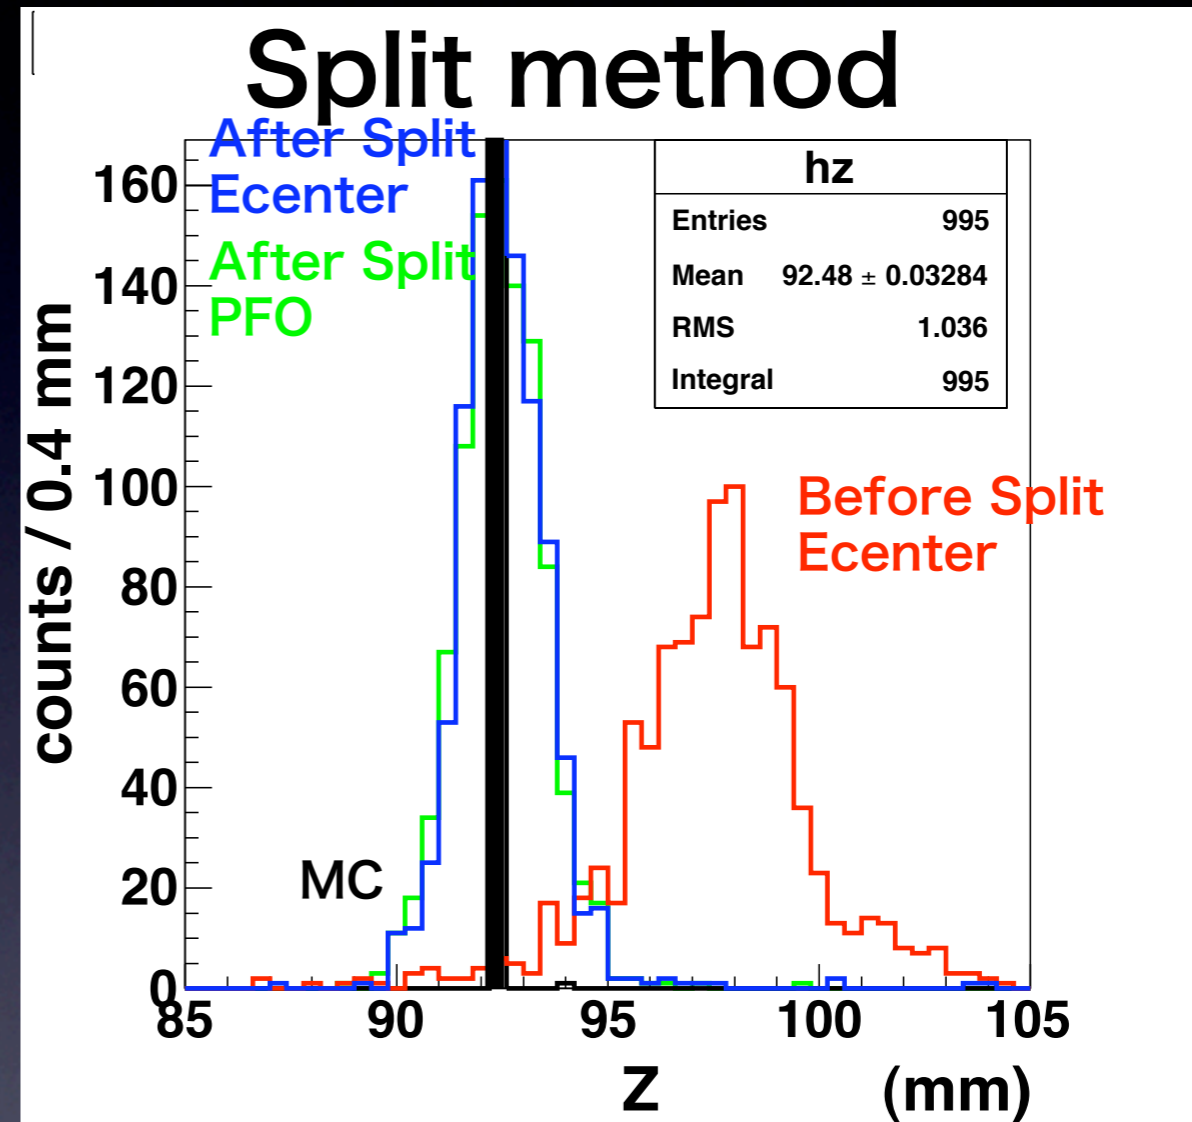 Split method
After Split
Ecenter
After Split
PFO
hz
Entries 995
Mean 92.48 ± 0.03284
RMS 1.036
Integral 995
Before Split
Ecenter
MC
counts / 0.4 mm
160
140
120
100
80
60
40
20
0
85 90 95 100 105
Z (mm)